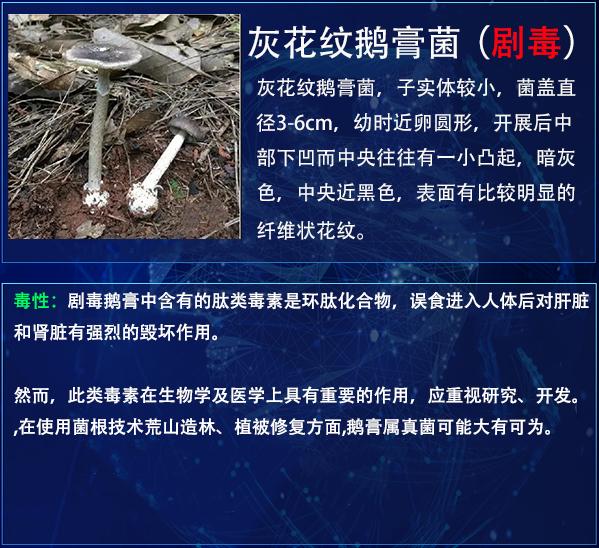 灰花纹鹅膏菌（剧毒）
灰花纹鹅膏菌，子实体较小，菌盖直
径3-6cm，幼时近卵圆形，开展后中
部下凹而中央往往有一小凸起，暗灰
色，中央近黑色，表面有比较明显的
纤维状花纹。
毒性：剧毒鹅膏中含有的肽类毒素是环肽化合物，误食进入人体后对肝脏
和肾脏有强烈的毁坏作用。
然而，此类毒素在生物学及医学上具有重要的作用，应重视研究、开发。
,在使用菌根技术荒山造林、植被修复方面,鹅膏属真菌可能大有可为。